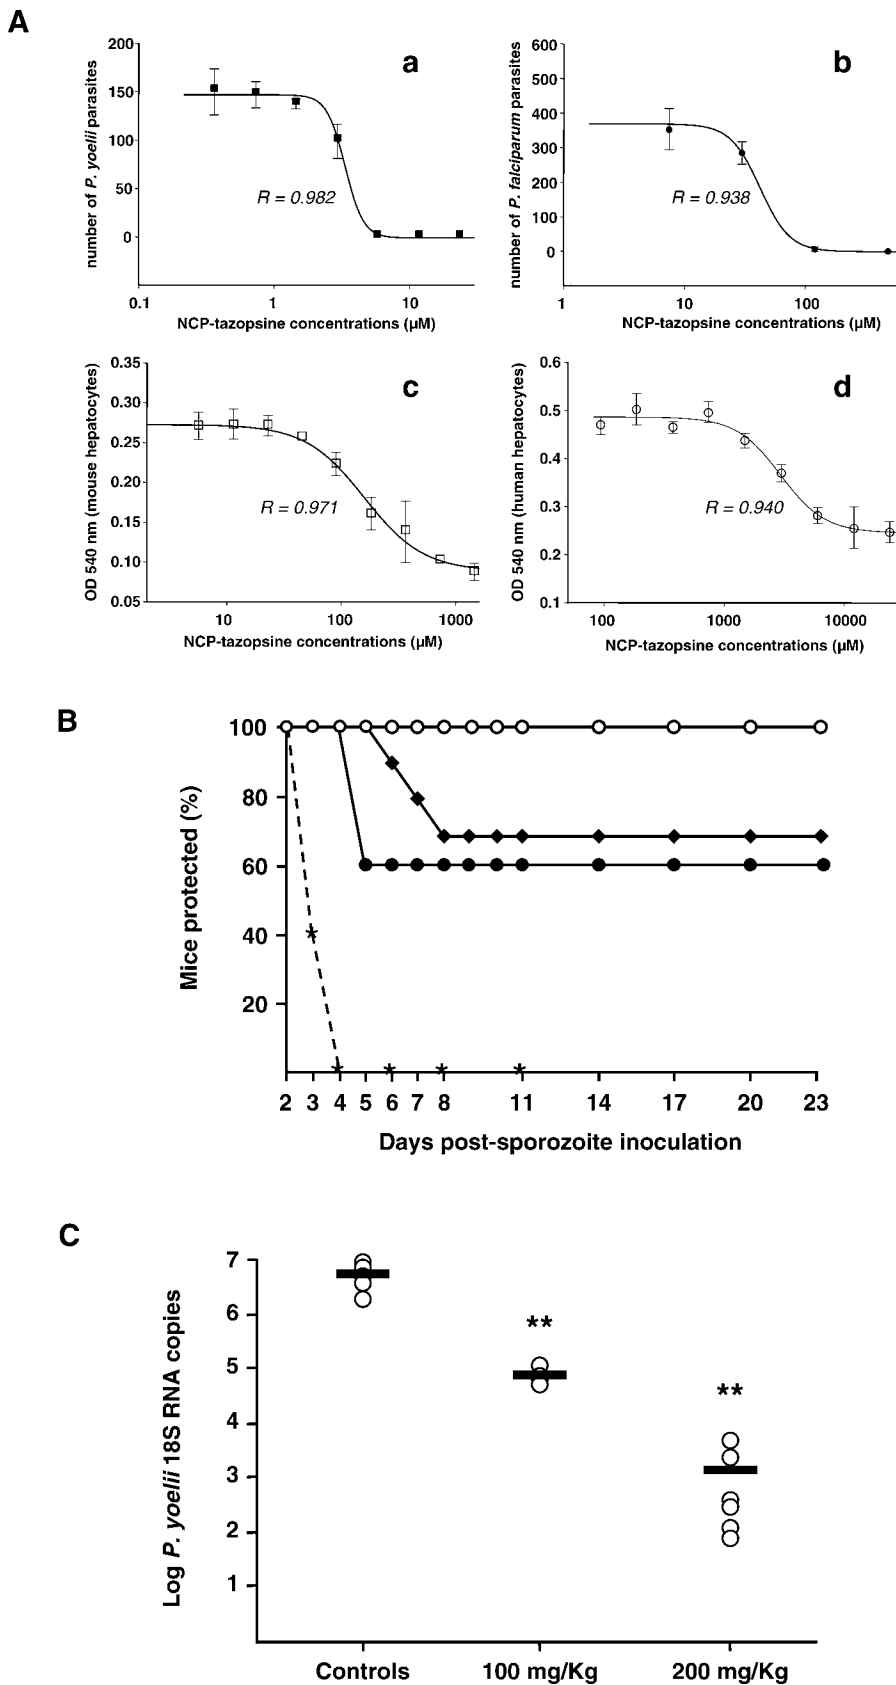 A
a
number of P. yoelii parasites
200
150
100
50
0
R = 0.982
0.1 1 10
NCP-tazopsine concentrations (µM)
b
number of P. falciparum parasites
600
500
400
300
200
100
0
R = 0.938
1 10 100
NCP-tazopsine concentrations (µM)
c
OD 540 nm (mouse hepatocytes)
0.35
0.30
0.25
0.20
0.15
0.10
0.05
R = 0.971
10 100 1000
NCP-tazopsine concentrations (µM)
d
OD 540 nm (human hepatocytes)
0.6
0.5
0.4
0.3
0.2
0.1
R = 0.940
100 1000 10000
NCP-tazopsine concentrations (µM)
B
Mice protected (%)
100
80
60
40
20
2 3 4 5 6 7 8 11 14 17 20 23
Days post-sporozoite inoculation
C
Log P. yoelii 18S RNA copies
7
6
5
4
3
2
1
**
**
Controls 100 mg/Kg 200 mg/Kg